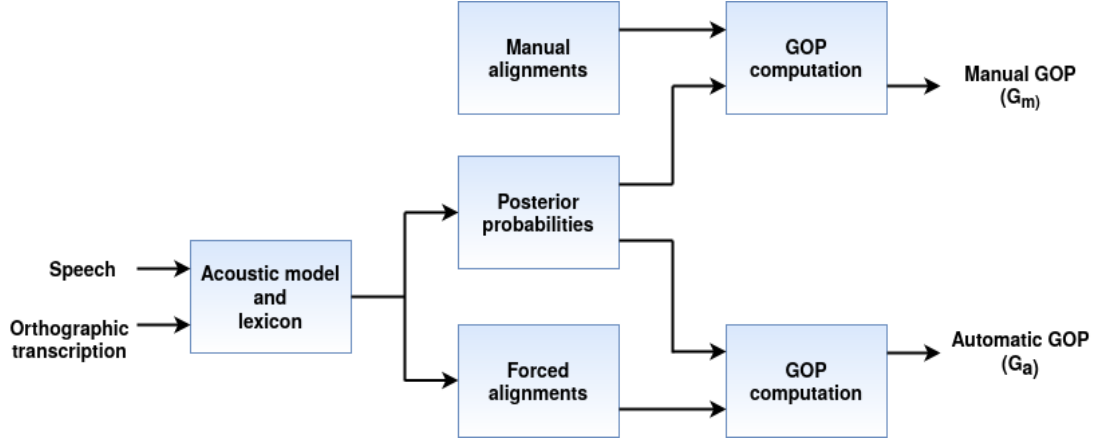 Manual
alignments
GOP
computation
Manual GOP
(Gm)
Posterior
probabilities
Speech
Acoustic model
and
lexicon
Orthographic
transcription
Forced
alignments
GOP
computation
Automatic GOP
(Ga)